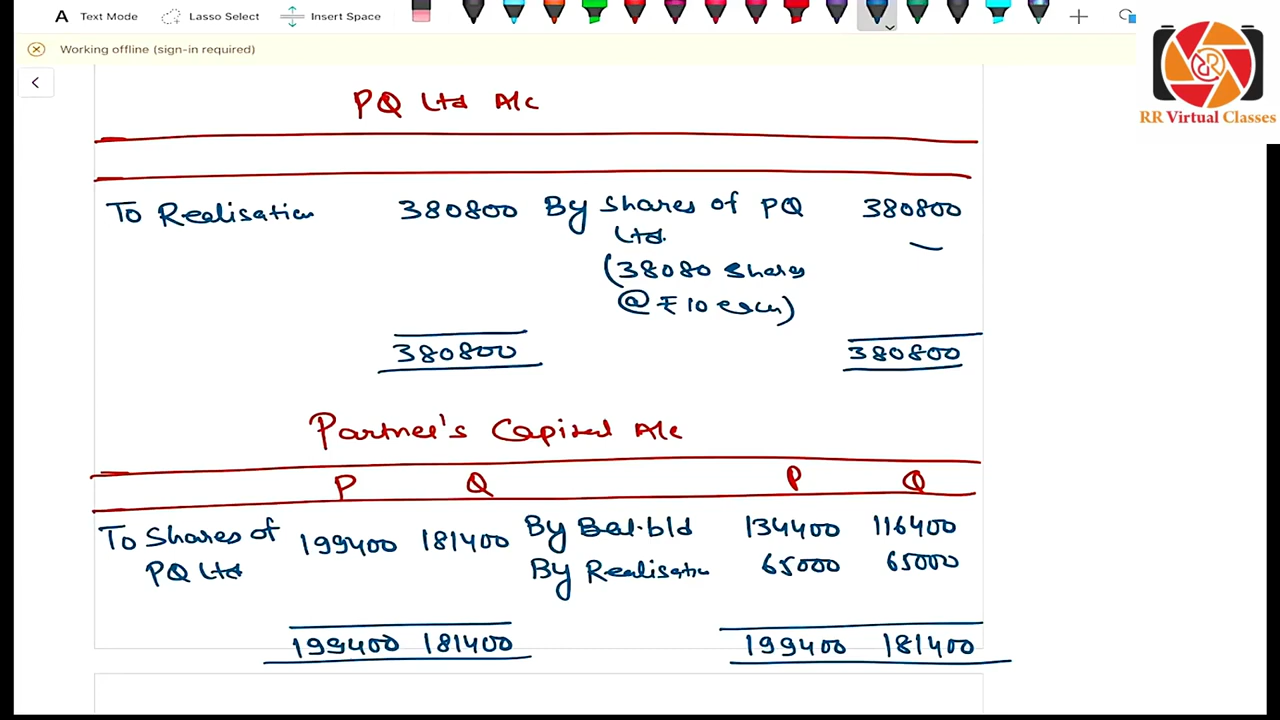 Text Mode Lasso Select Insert Space
Working offline (sign-in required)
RR Virtual Classes
PQ Ltd A/c
To Realisation 380800 By Shares of PQ 380800
Ltd.
(38080 Shares
@ ₹ 10 each)
380800 380800
Partner's Capital A/c
P Q P Q
To Shares of 199400 181400 By Bal. b/d 134400 116400
PQ Ltd By Realisatin 65000 65000
199400 181400 199400 181400